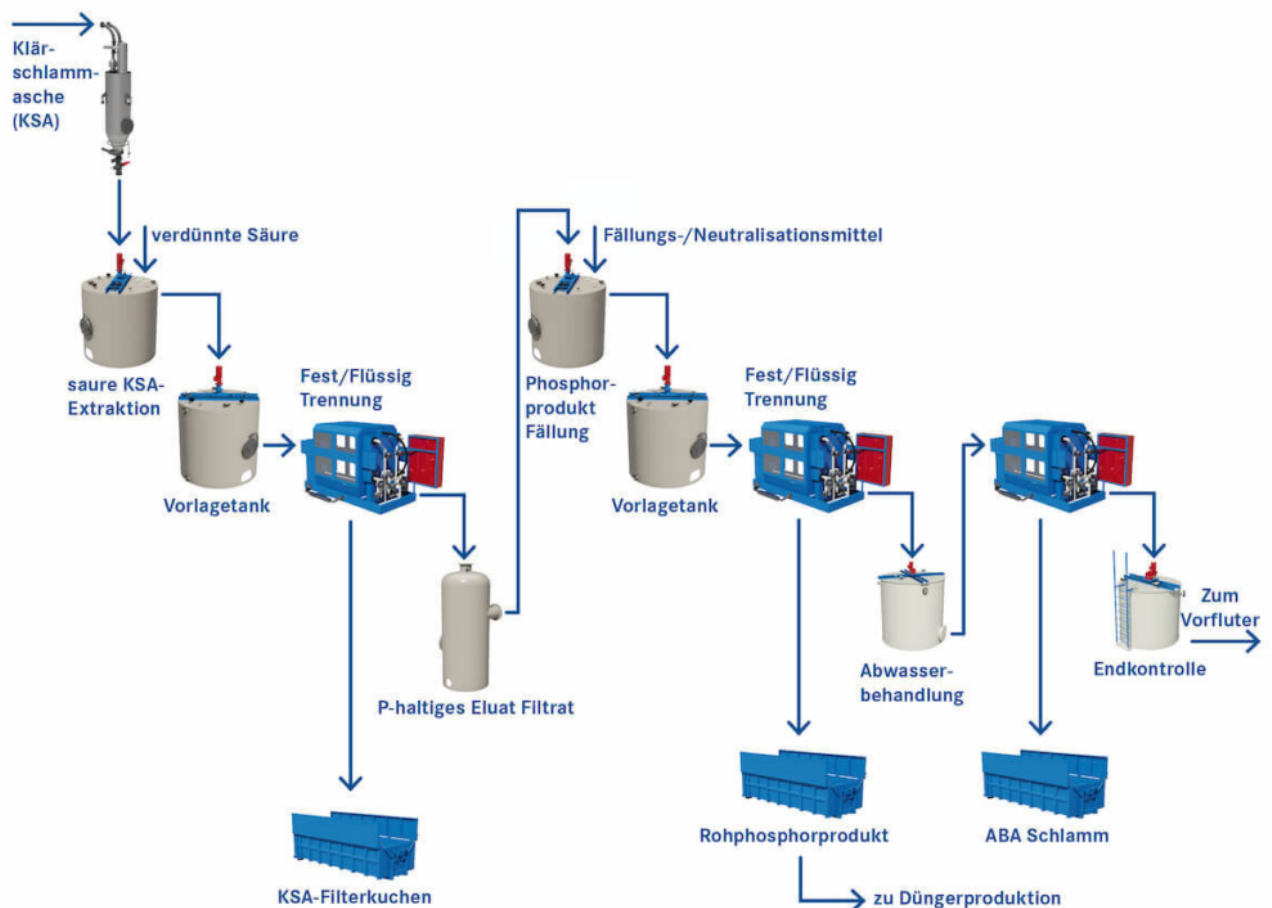 Klär-
schlamm-
asche
(KSA)
verdünnte Säure
saure KSA-
Extraktion
Vorlagetank
Fest/Flüssig
Trennung
P-haltiges Eluat Filtrat
KSA-Filterkuchen
Fällungs-/Neutralisationsmittel
Phosphor-
produkt
Fällung
Vorlagetank
Fest/Flüssig
Trennung
Abwasser-
behandlung
Rohphosphorprodukt
zu Düngerproduktion
ABA Schlamm
Endkontrolle
Zum
Vorfluter